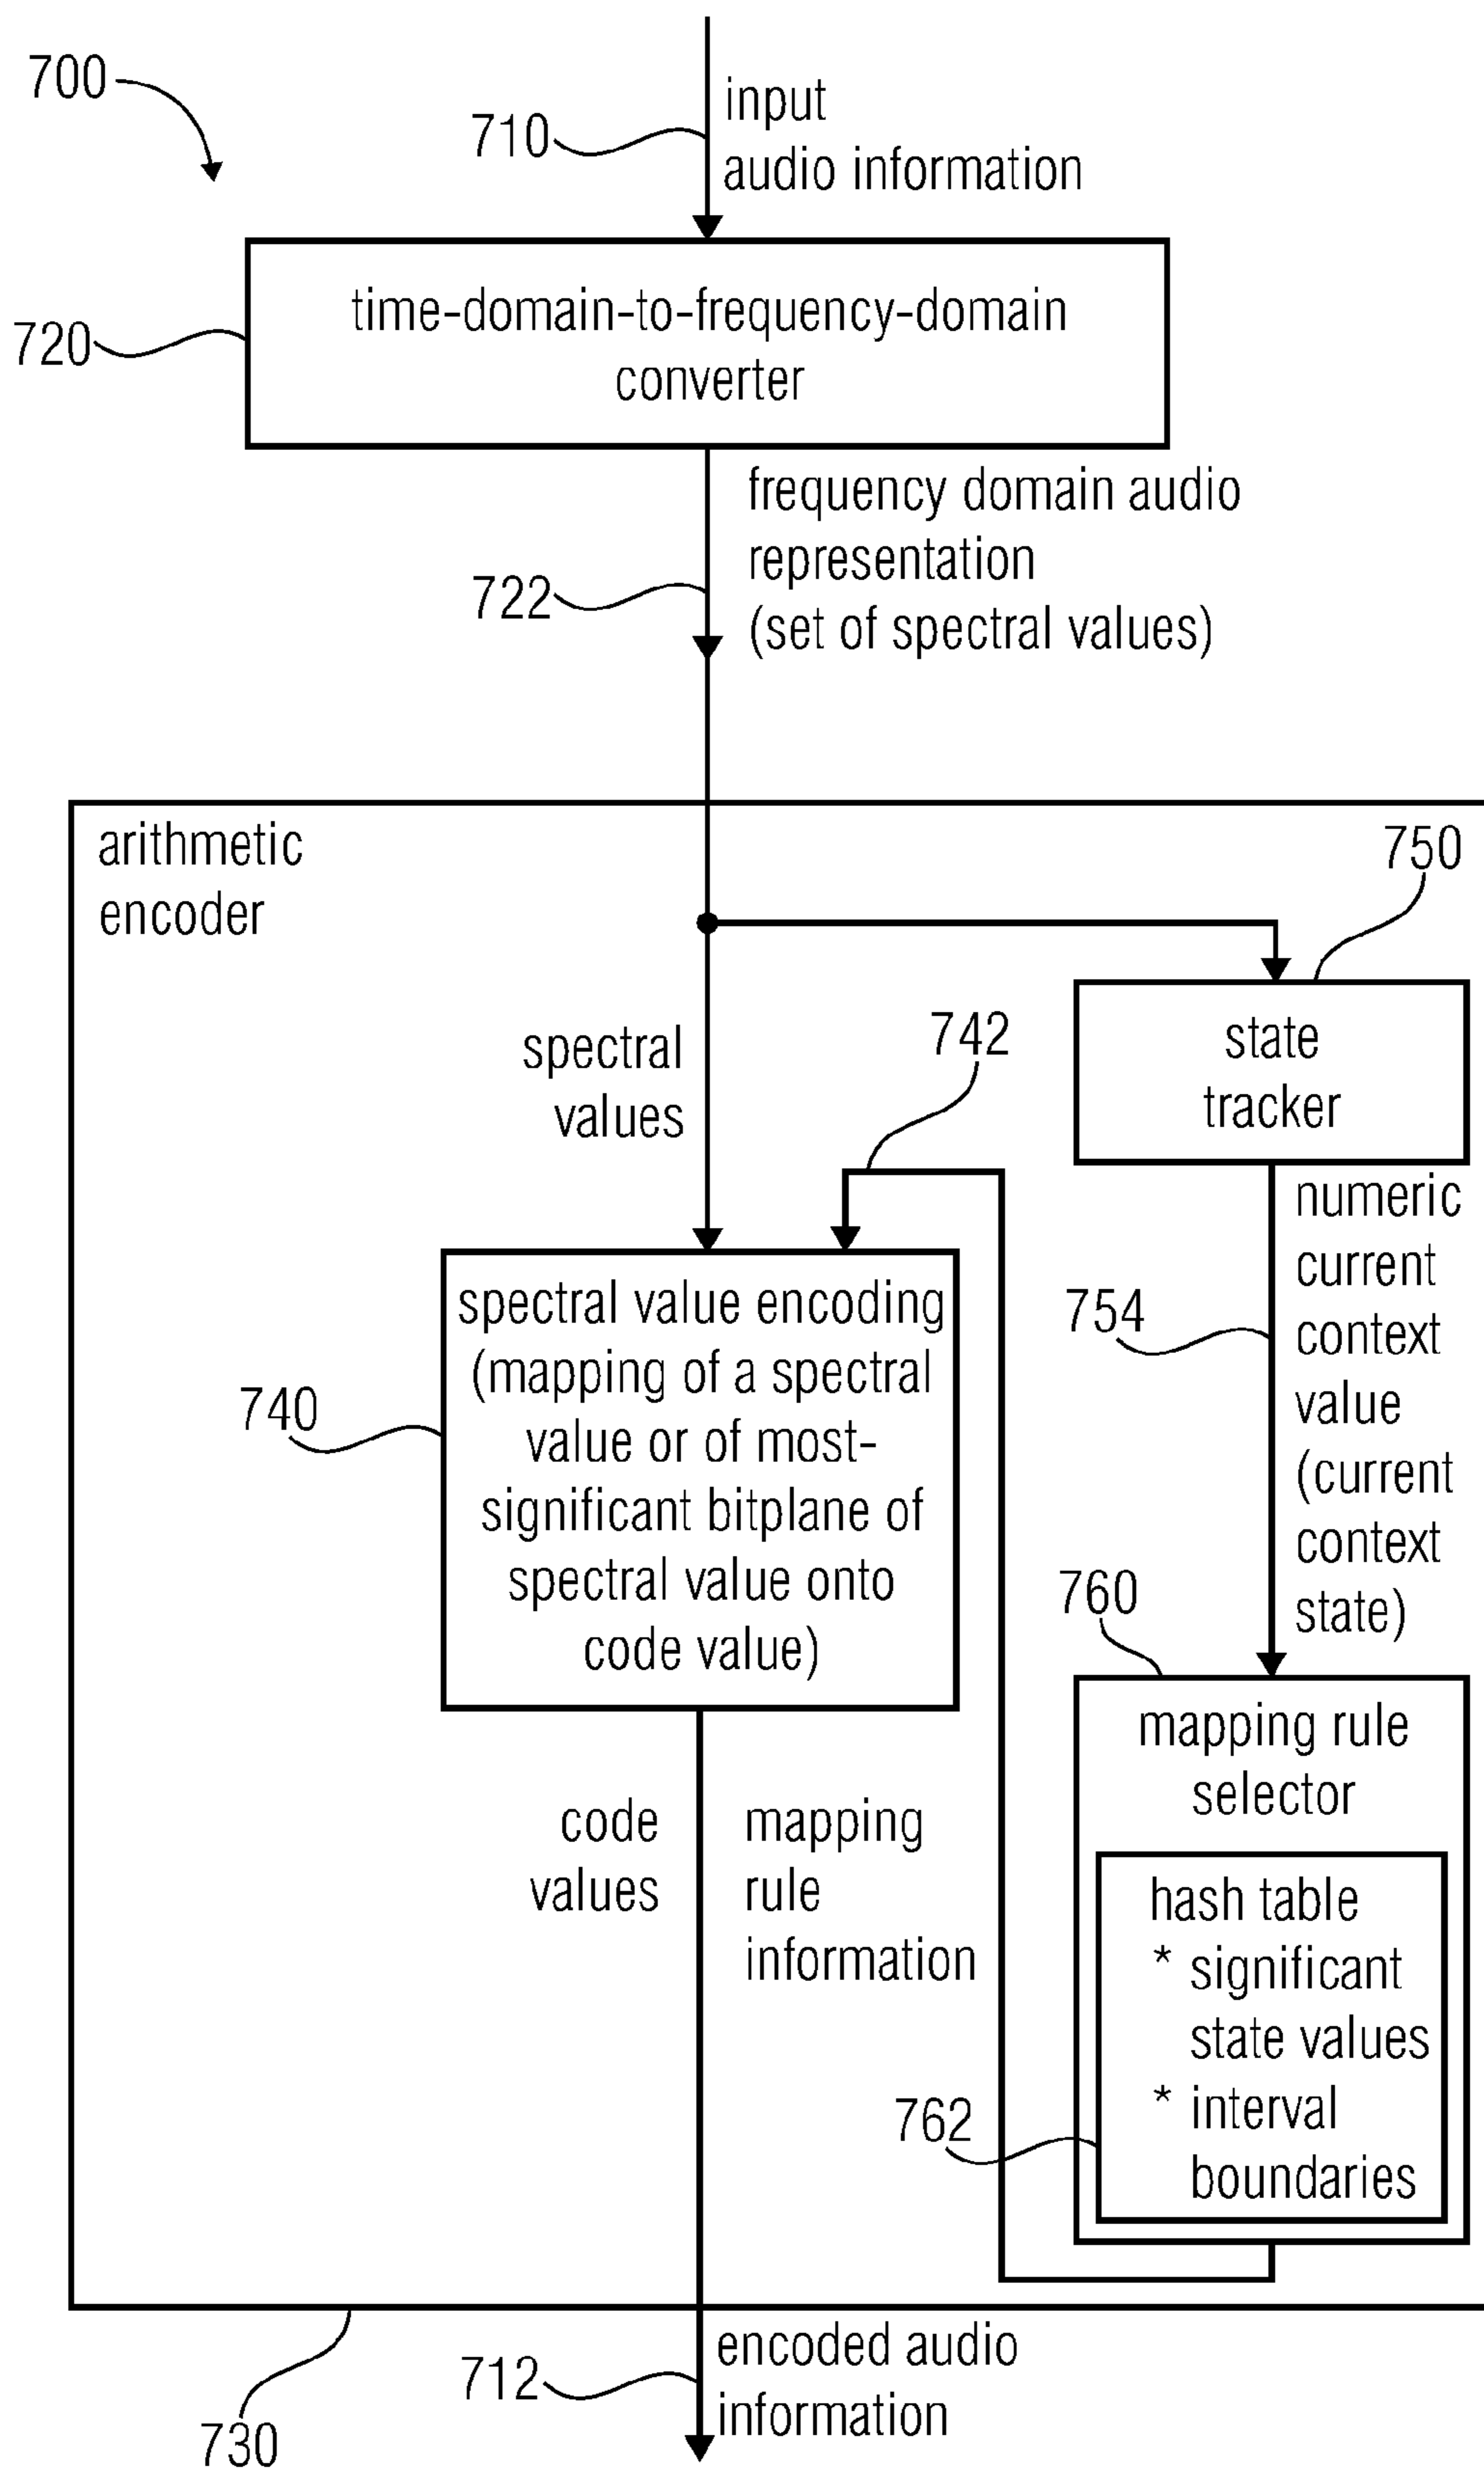 700
710
input
audio information
720
time-domain-to-frequency-domain
converter
722
frequency domain audio
representation
(set of spectral values)
arithmetic
encoder
750
state
tracker
spectral
values
742
numeric
current
context
value
(current
context
state)
754
740
spectral value encoding
(mapping of a spectral
value or of most-
significant bitplane of
spectral value onto
code value)
760
mapping rule
selector
hash table
* significant
state values
* interval
boundaries
762
code
values
mapping
rule
information
712
encoded audio
information
730